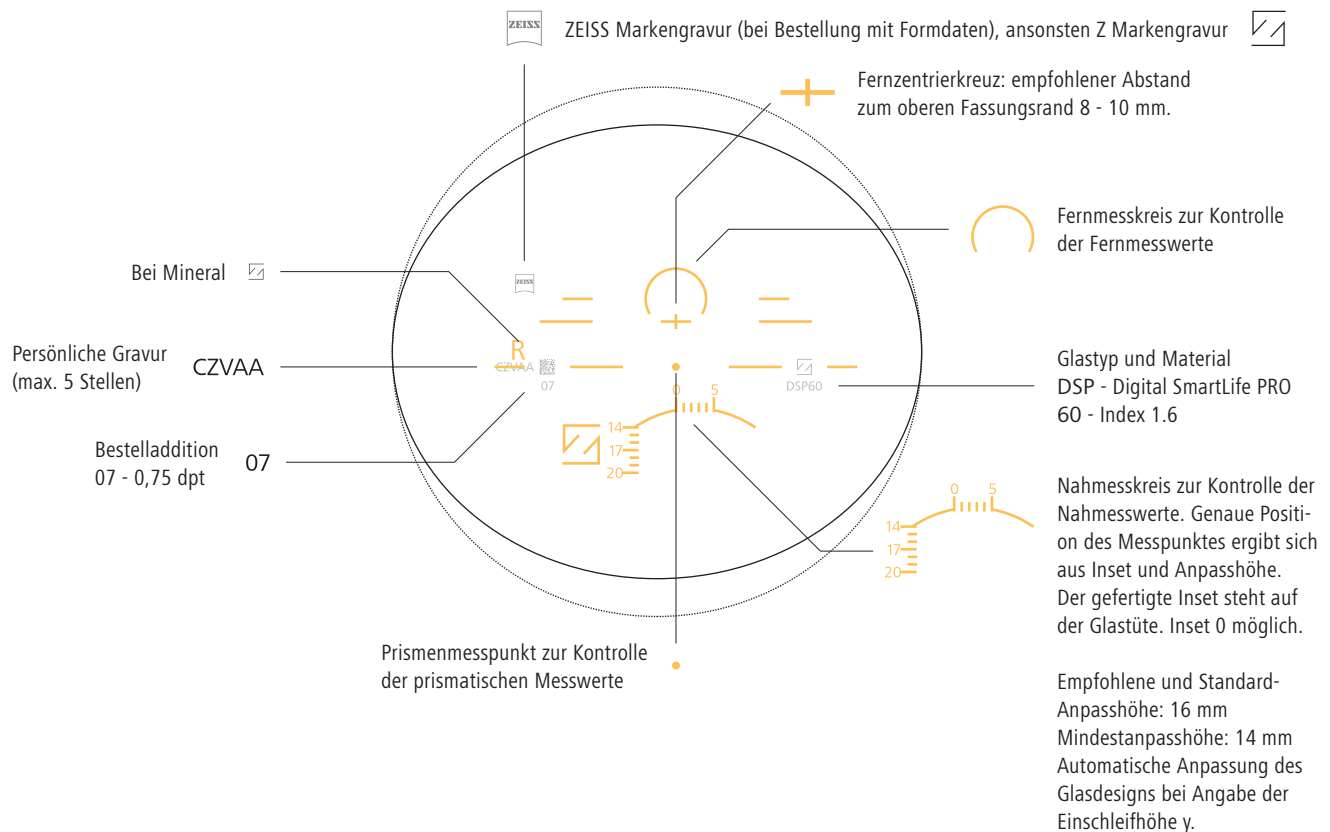 ZEISS
ZEISS Markengravur (bei Bestellung mit Formdaten), ansonsten Z Markengravur
Fernzentrierkreuz: empfohlener Abstand
zum oberen Fassungsrand 8 - 10 mm.
Fernmesskreis zur Kontrolle
der Fernmesswerte
Bei Mineral
ZEISS
Persönliche Gravur
(max. 5 Stellen)
CZVAA
R
CZVAA
07
DSP60
Glastyp und Material
DSP - Digital SmartLife PRO
60 - Index 1.6
Bestelladdition
07 - 0,75 dpt
07
0 5
14
17
20
0 5
14
17
20
Nahmesskreis zur Kontrolle der
Nahmesswerte. Genaue Positi-
on des Messpunktes ergibt sich
aus Inset und Anpasshöhe.
Der gefertigte Inset steht auf
der Glastüte. Inset 0 möglich.
Prismenmesspunkt zur Kontrolle
der prismatischen Messwerte
Empfohlene und Standard-
Anpasshöhe: 16 mm
Mindestanpasshöhe: 14 mm
Automatische Anpassung des
Glasdesigns bei Angabe der
Einschleifhöhe y.